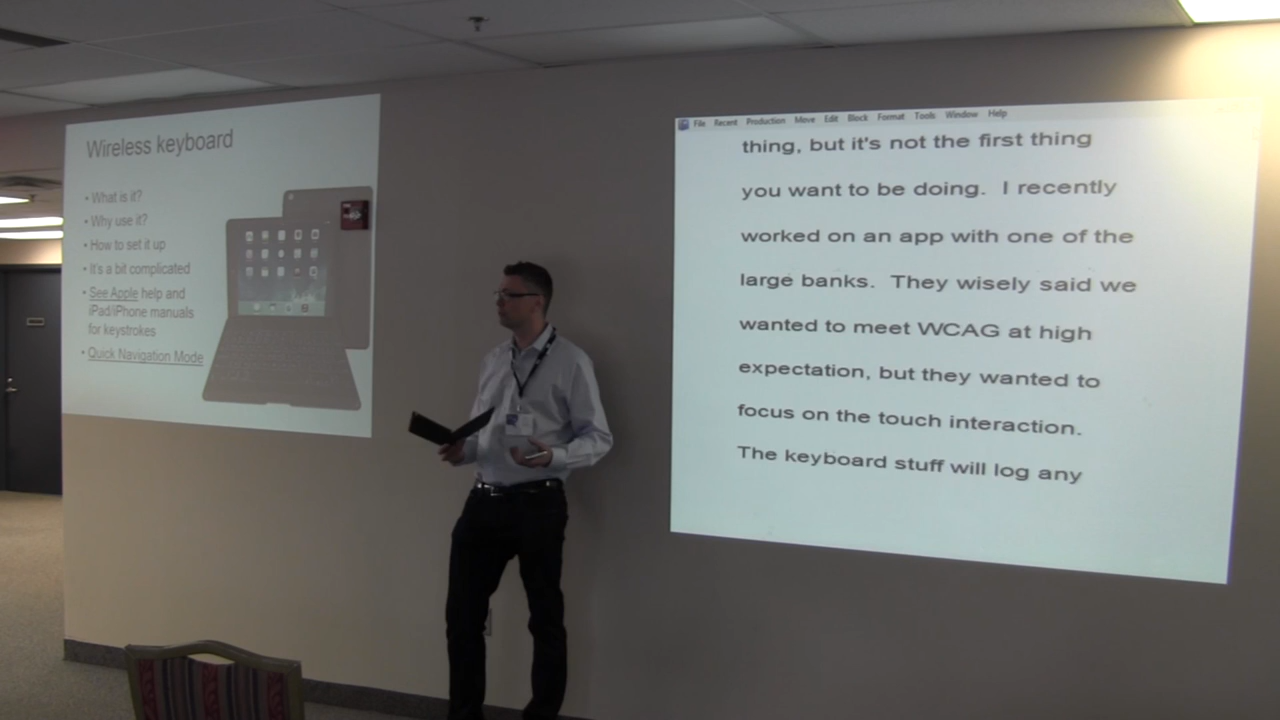 Wireless keyboard
• What is it?
• Why use it?
• How to set it up
• It's a bit complicated
• See Apple help and
iPad/iPhone manuals
for keystrokes
• Quick Navigation Mode
File Recent Production Move Edit Block Format Tools Window Help
thing, but it's not the first thing
you want to be doing.  I recently
worked on an app with one of the
large banks.  They wisely said we
wanted to meet WCAG at high
expectation, but they wanted to
focus on the touch interaction.
The keyboard stuff will log any